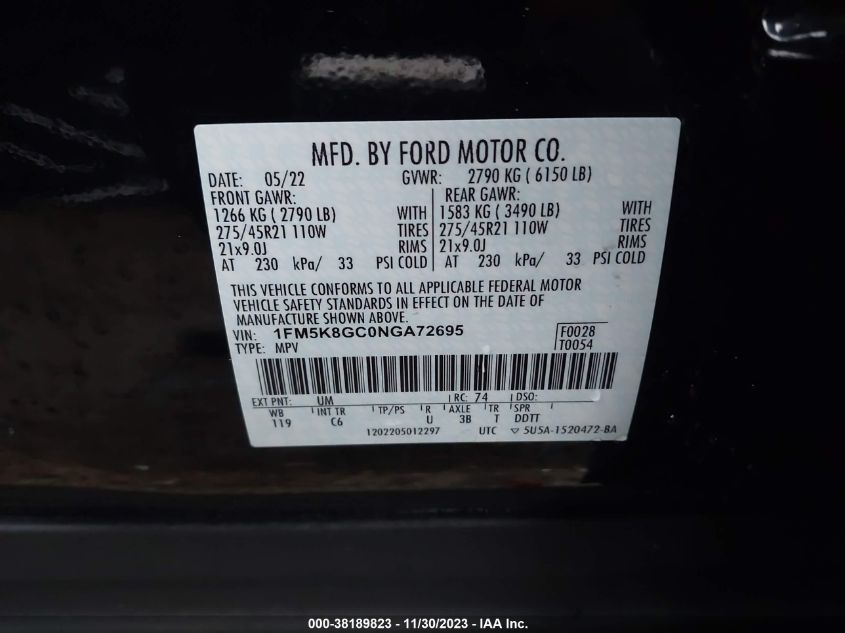 MFD. BY FORD MOTOR CO.
DATE: 05/22 GVWR: 2790 KG ( 6150 LB)
FRONT GAWR: REAR GAWR:
1266 KG ( 2790 LB) WITH 1583 KG ( 3490 LB) WITH
275/45R21 110W TIRES 275/45R21 110W TIRES
21x9.0J RIMS 21x9.0J RIMS
AT 230 kPa/ 33 PSI COLD AT 230 kPa/ 33 PSI COLD
THIS VEHICLE CONFORMS TO ALL APPLICABLE FEDERAL MOTOR
VEHICLE SAFETY STANDARDS IN EFFECT ON THE DATE OF
MANUFACTURE SHOWN ABOVE.
VIN: 1FM5K8GC0NGA72695 F0028
TYPE: MPV T0054
EXT PNT: UM RC: 74 DSO:
WB INT TR TP/PS R AXLE TR SPR
119 C6 U 3B T DDTT
1202205012297 UTC ▽ 5U5A-1520472-BA
000-38189823 - 11/30/2023 - IAA Inc.